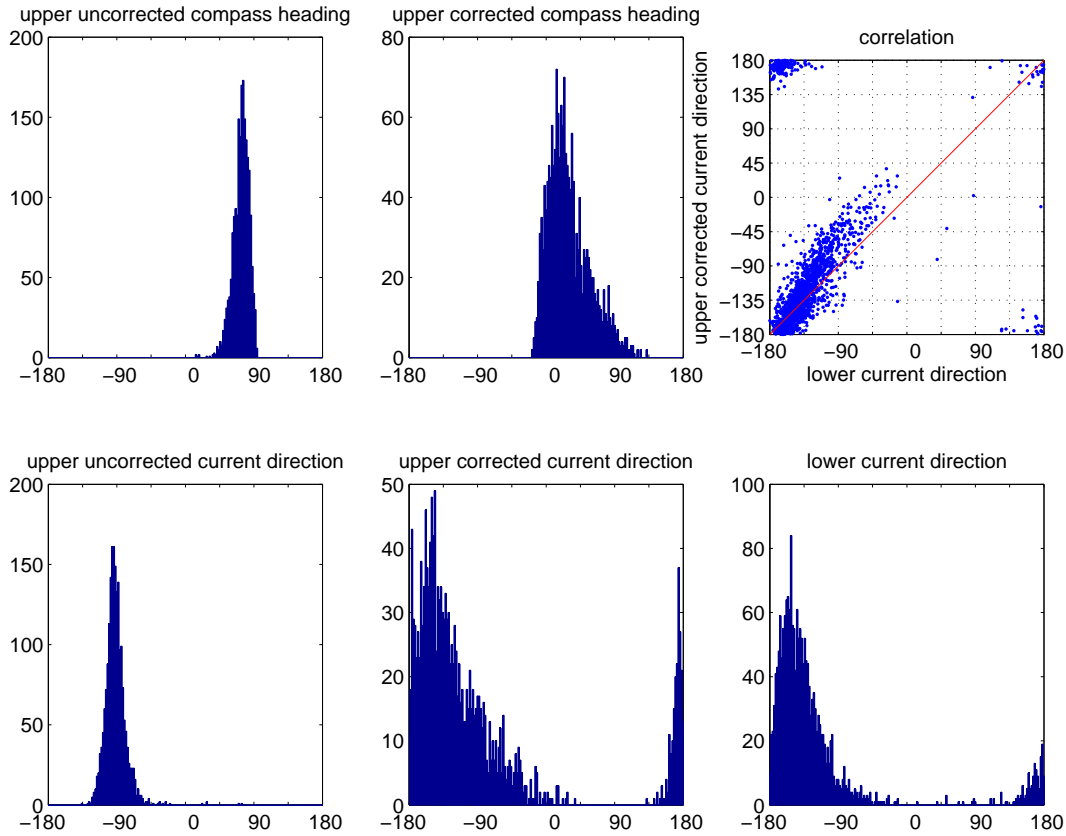 upper uncorrected compass heading
200
150
100
50
0
−180 −90 0 90 180
upper corrected compass heading
80
60
40
20
0
−180 −90 0 90 180
correlation
upper corrected current direction
180
135
90
45
0
−45
−90
−135
−180
−180 −90 0 90 180
lower current direction
upper uncorrected current direction
200
150
100
50
0
−180 −90 0 90 180
upper corrected current direction
50
40
30
20
10
0
−180 −90 0 90 180
lower current direction
100
80
60
40
20
0
−180 −90 0 90 180